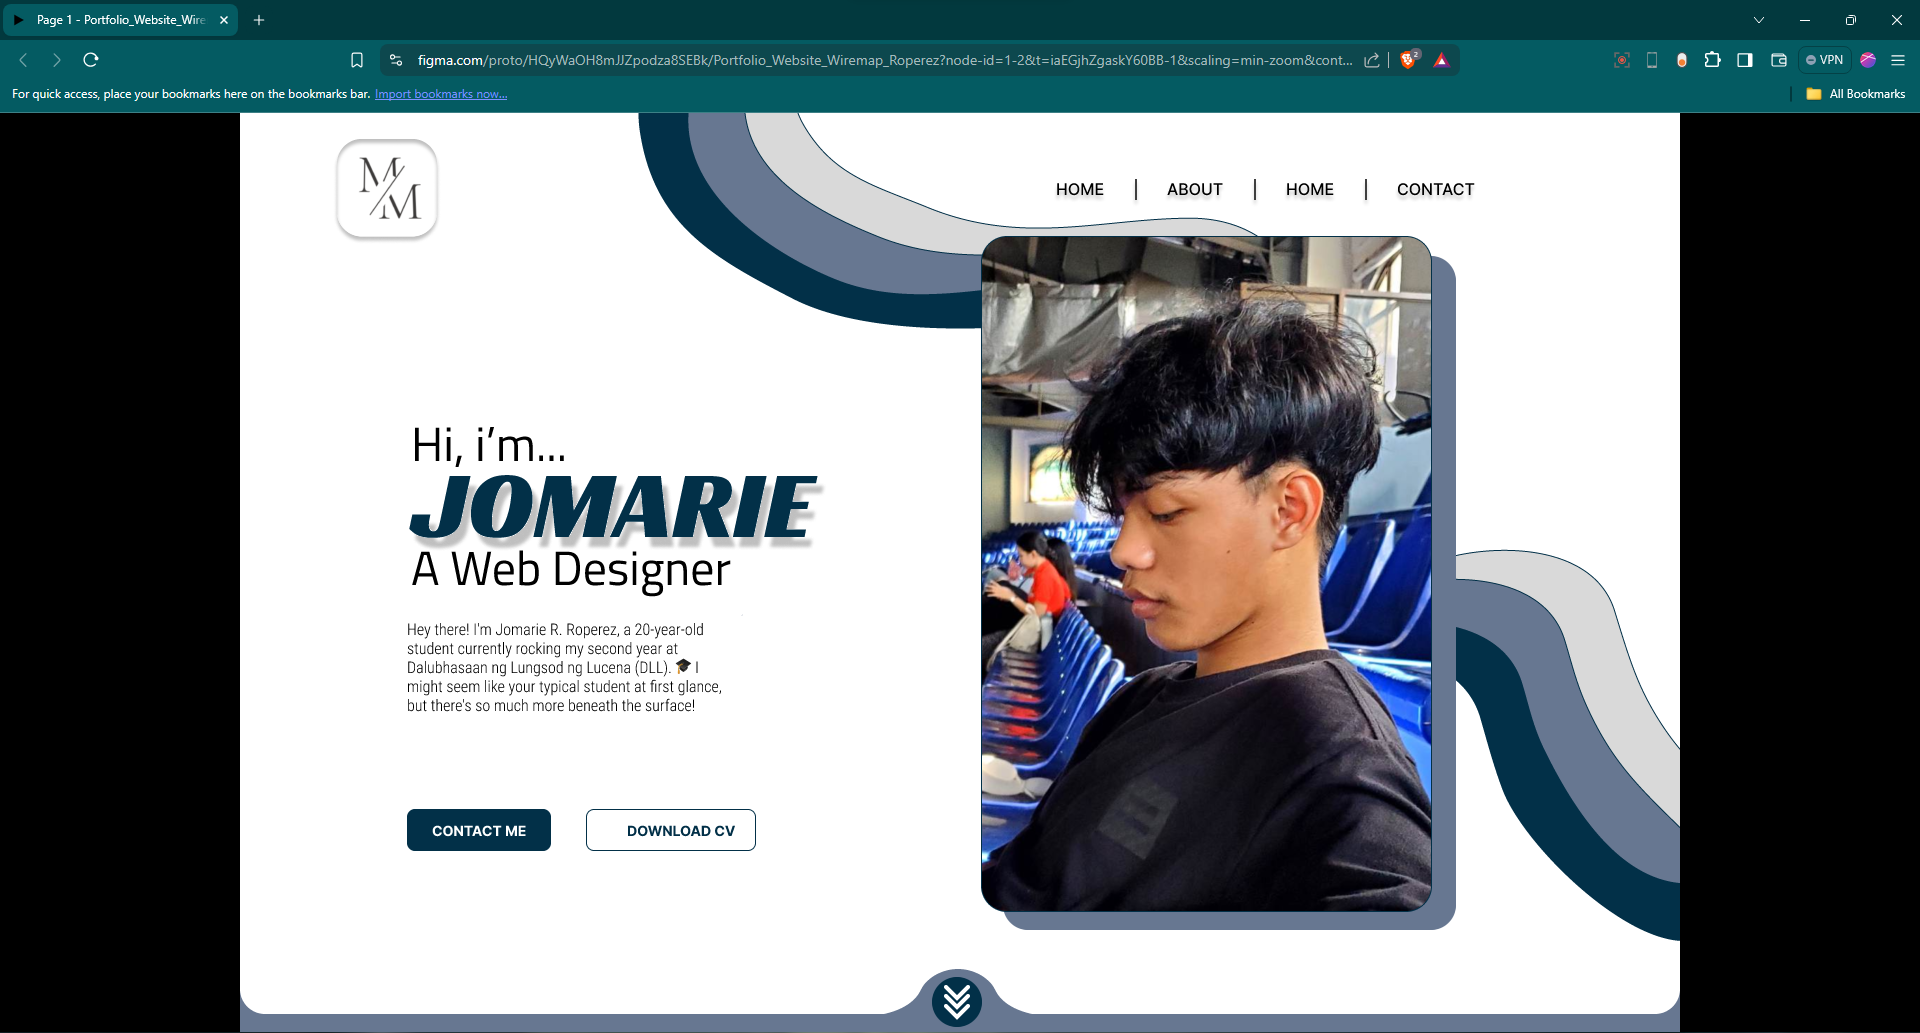 Page 1 - Portfolio_Website_Wire
figma.com/proto/HQyWaOH8mJJZpodza8SEBk/Portfolio_Website_Wiremap_Roperez?node-id=1-2&t=iaEGjhZgaskY60BB-1&scaling=min-zoom&cont...
2
VPN
For quick access, place your bookmarks here on the bookmarks bar. Import bookmarks now...
All Bookmarks
M/M
HOME | ABOUT | HOME | CONTACT
Hi, i’m...
JOMARIE
A Web Designer
Hey there! I'm Jomarie R. Roperez, a 20-year-old
student currently rocking my second year at
Dalubhasaan ng Lungsod ng Lucena (DLL). 🎓 I
might seem like your typical student at first glance,
but there's so much more beneath the surface!
CONTACT ME
DOWNLOAD CV